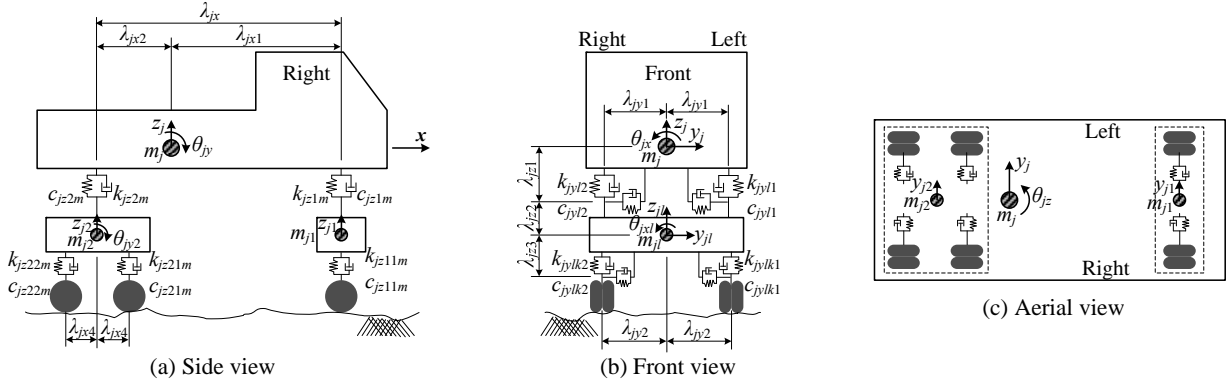 λjx
λjx2
λjx1
Right
zj
θjy
mj
x
cjz2m
kjz2m
kjz1m
cjz1m
zj2
mj2
θjy2
zj1
mj1
kjz22m
kjz21m
kjz11m
cjz22m
cjz21m
cjz11m
λjx4
λjx4
(a) Side view
Right
Left
Front
λjy1
λjy1
zj
θjx
yj
mj
λjz1
kjyl2
kjyl1
cjyl2
cjyl1
λjz2
zjl
θjxl
mjl
yjl
λjz3
kjylk2
kjylk1
cjylk2
cjylk1
λjy2
λjy2
(b) Front view
Left
yj
yj2
mj2
θjz
mj
yj1
mj1
Right
(c) Aerial view